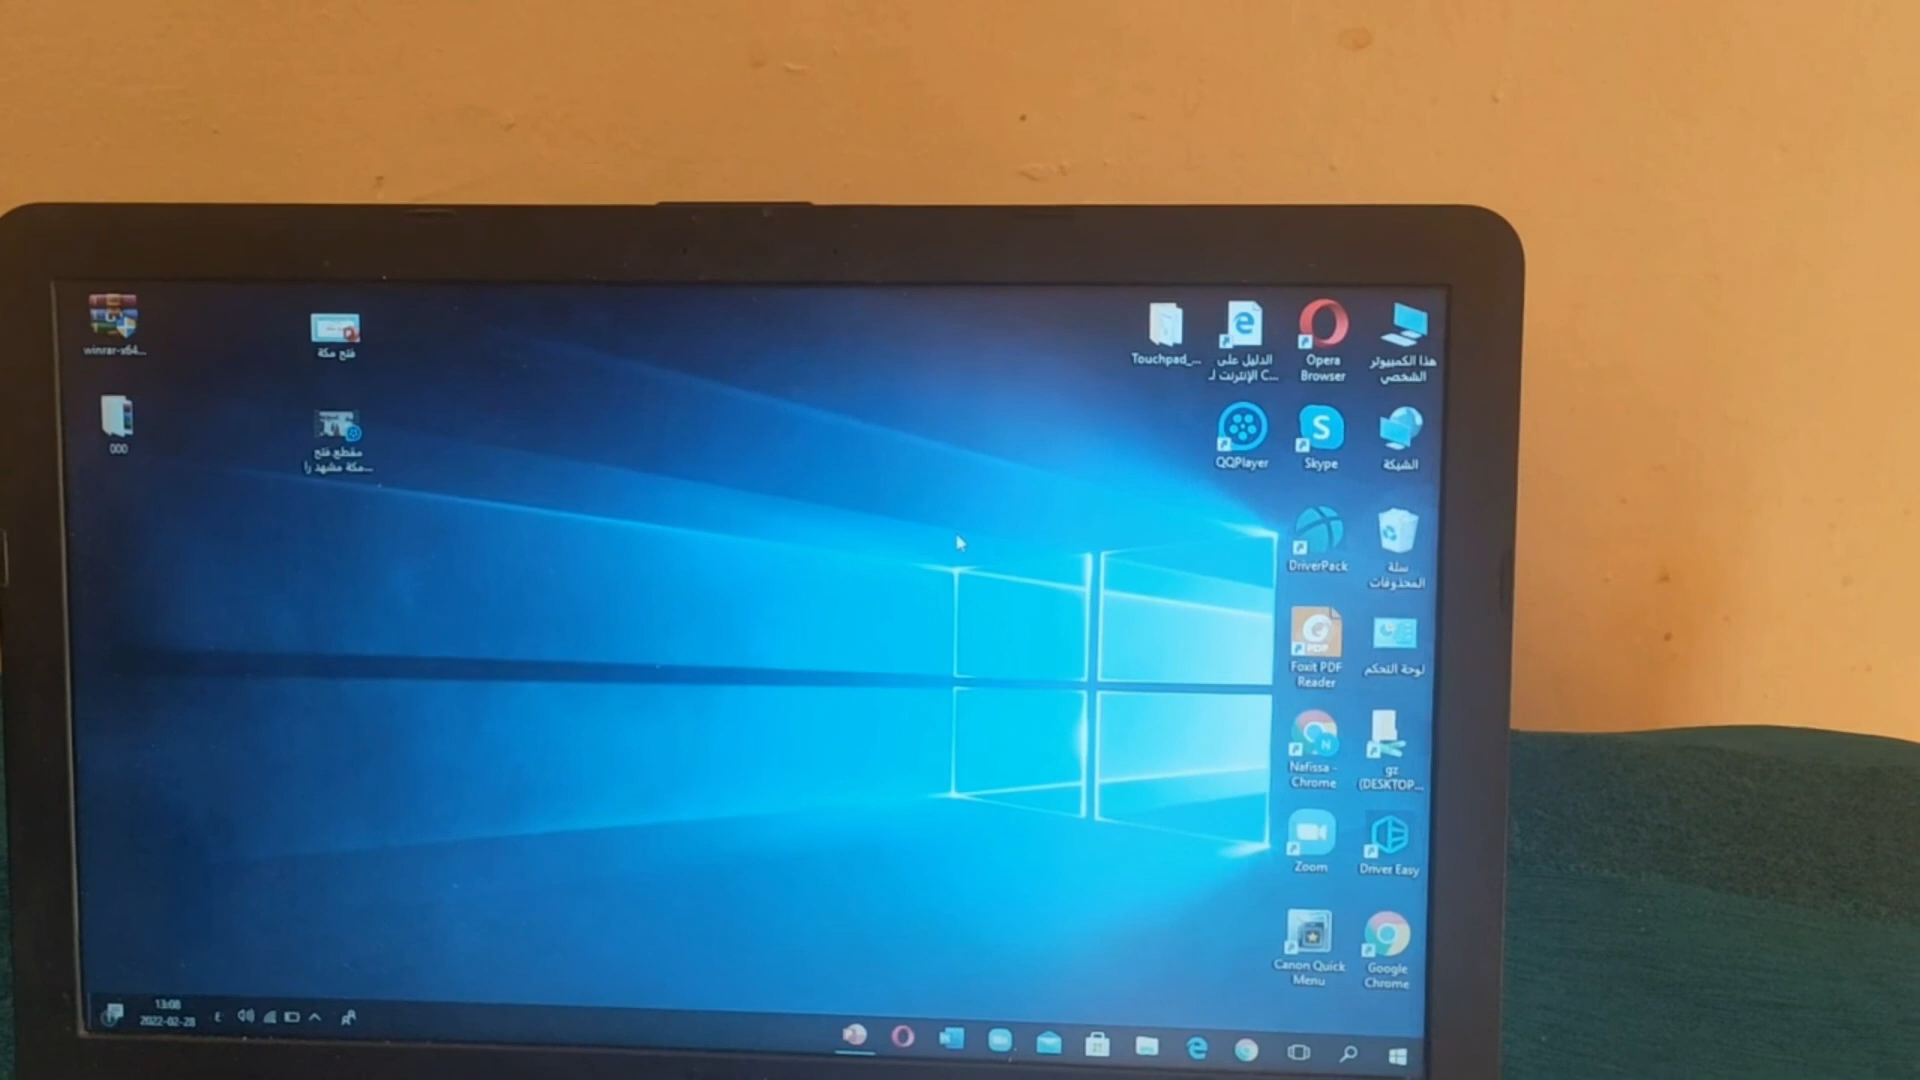 winrar-x64...
000
فتح مكة
مقطع فتح
مكة مشهد را...
Touchpad_...
الدليل على
الإنترنت لـ C...
Opera
Browser
هذا الكمبيوتر
الشخصي
QQPlayer
Skype
الشبكة
DriverPack
سلة
المحذوفات
PDF
Foxit PDF
Reader
لوحة التحكم
N
Nafissa -
Chrome
gz
(DESKTOP...
Zoom
Driver Easy
Canon Quick
Menu
Google
Chrome
13:08
2022-02-28
ع